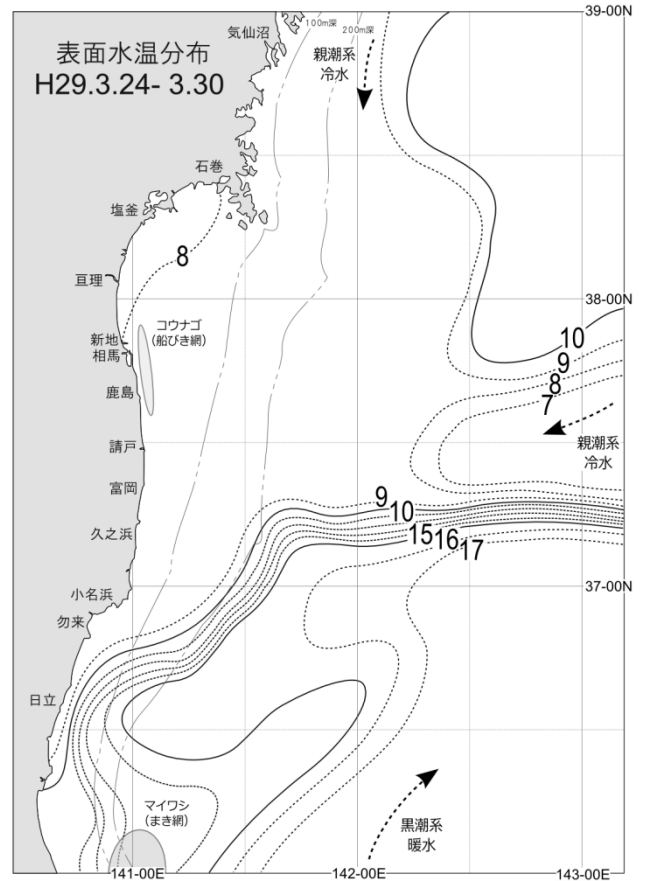 39-00N
気仙沼
100m深
200m深
表面水温分布
H29.3.24- 3.30
親潮系
冷水
石巻
塩釜
8
亘理
38-00N
コウナゴ
(船びき網)
新地
相馬
10
9
8
7
鹿島
親潮系
冷水
請戸
富岡
9
10
久之浜
15
16
17
37-00N
小名浜
勿来
日立
マイワシ
(まき網)
黒潮系
暖水
141-00E
142-00E
143-00E